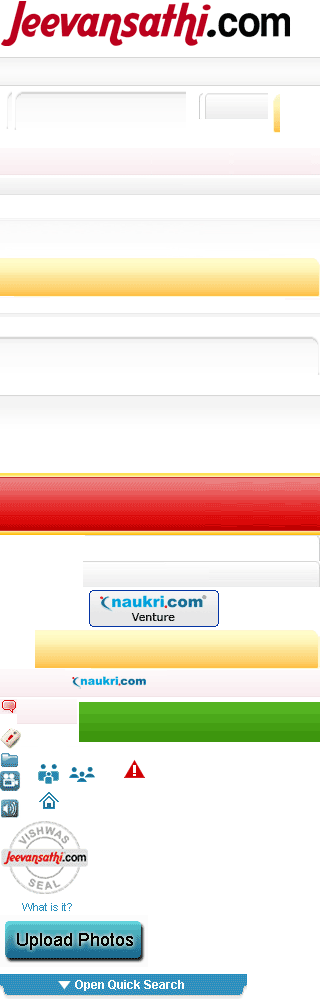 Jeevansathi.com
naukri.com
Venture
naukri.com
VISHWAS
Jeevansathi.com
SEAL
What is it?
Upload Photos
Open Quick Search